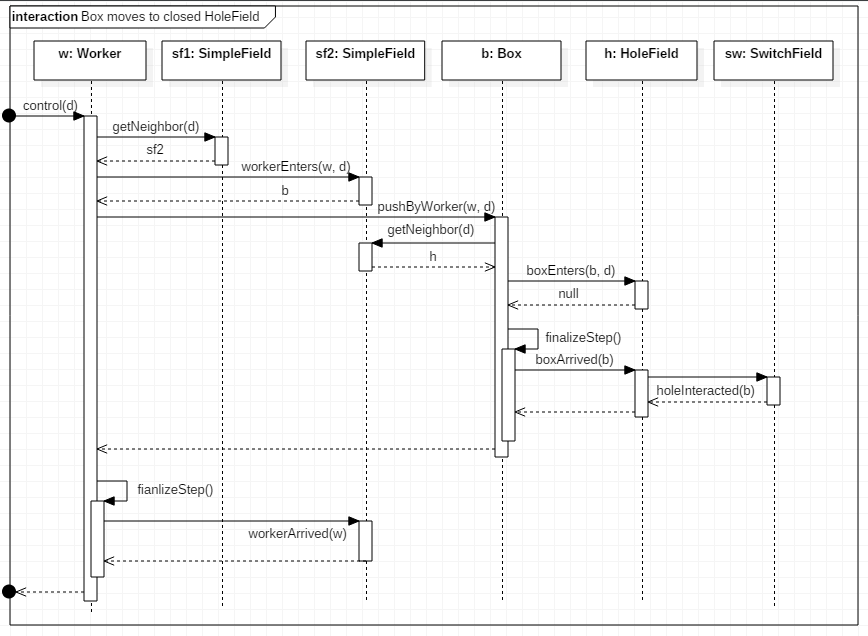 interaction Box moves to closed HoleField
w: Worker
sf1: SimpleField
sf2: SimpleField
b: Box
h: HoleField
sw: SwitchField
control(d)
getNeighbor(d)
sf2
workerEnters(w, d)
b
pushByWorker(w, d)
getNeighbor(d)
h
boxEnters(b, d)
null
finalizeStep()
boxArrived(b)
holeInteracted(b)
fianlizeStep()
workerArrived(w)